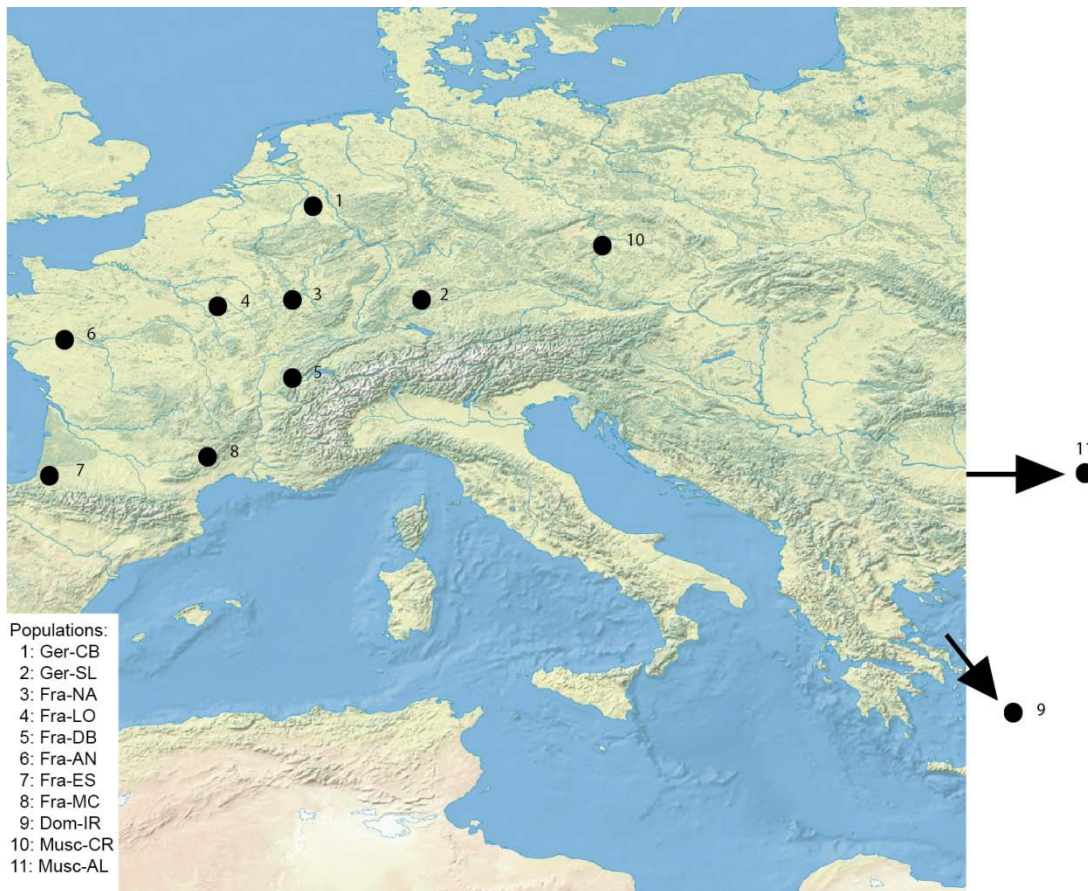 1
10
4
3
2
6
5
8
7
11
9
Populations:
1: Ger-CB
2: Ger-SL
3: Fra-NA
4: Fra-LO
5: Fra-DB
6: Fra-AN
7: Fra-ES
8: Fra-MC
9: Dom-IR
10: Musc-CR
11: Musc-AL